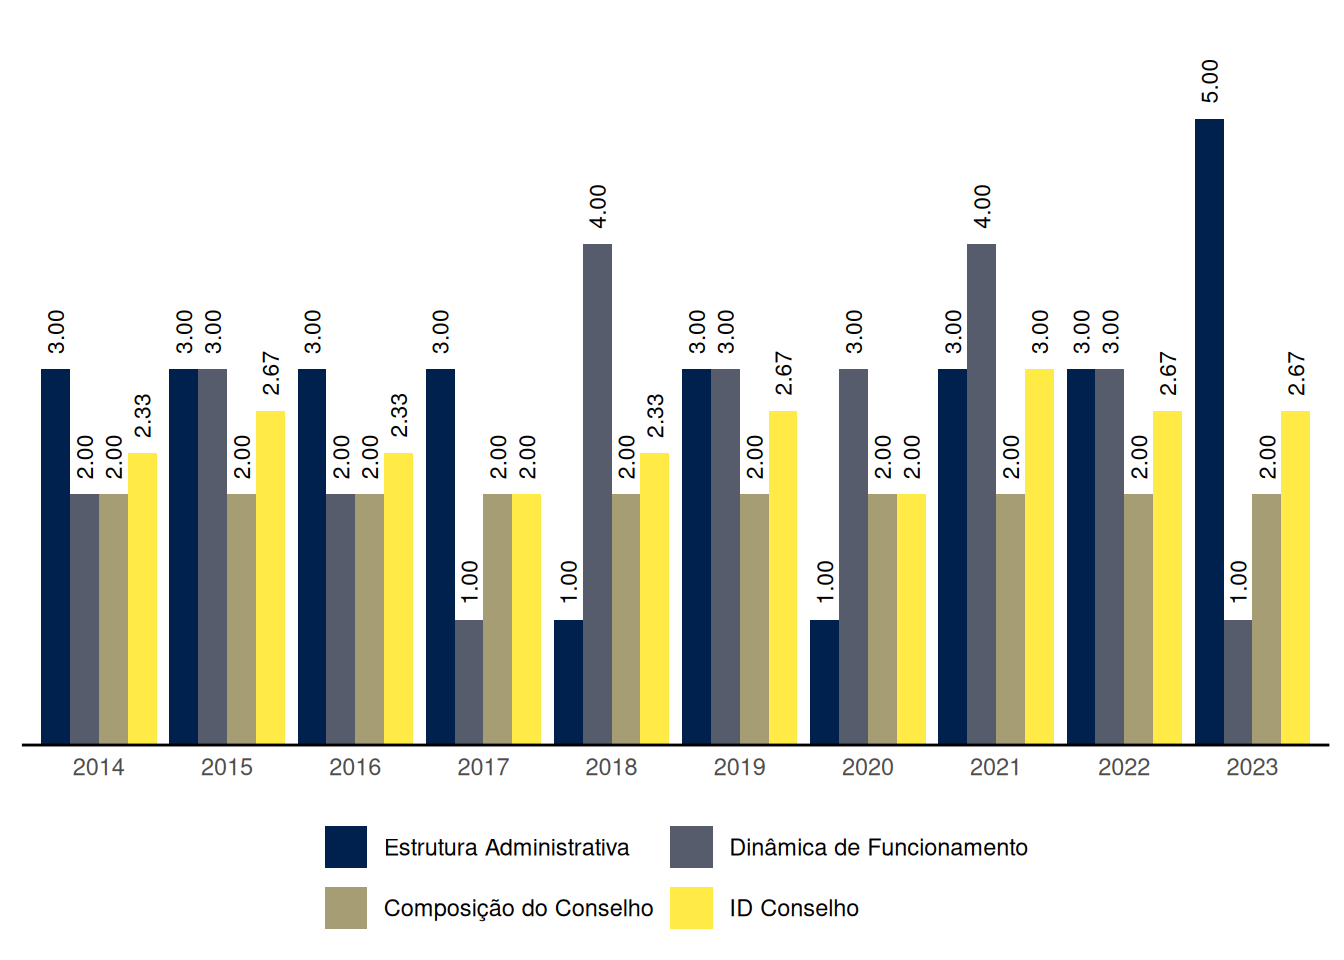 5.00
4.00 4.00
3.00 3.00 3.00 3.00 3.00 3.00 3.00 3.00 3.00 3.00 3.00 3.00
2.67 2.67 2.67 2.67
2.33 2.33 2.33
2.00 2.00 2.00 2.00 2.00 2.00 2.00 2.00 2.00 2.00 2.00 2.00 2.00 2.00
1.00 1.00 1.00 1.00
2014 2015 2016 2017 2018 2019 2020 2021 2022 2023
Estrutura Administrativa Dinâmica de Funcionamento
Composição do Conselho ID Conselho